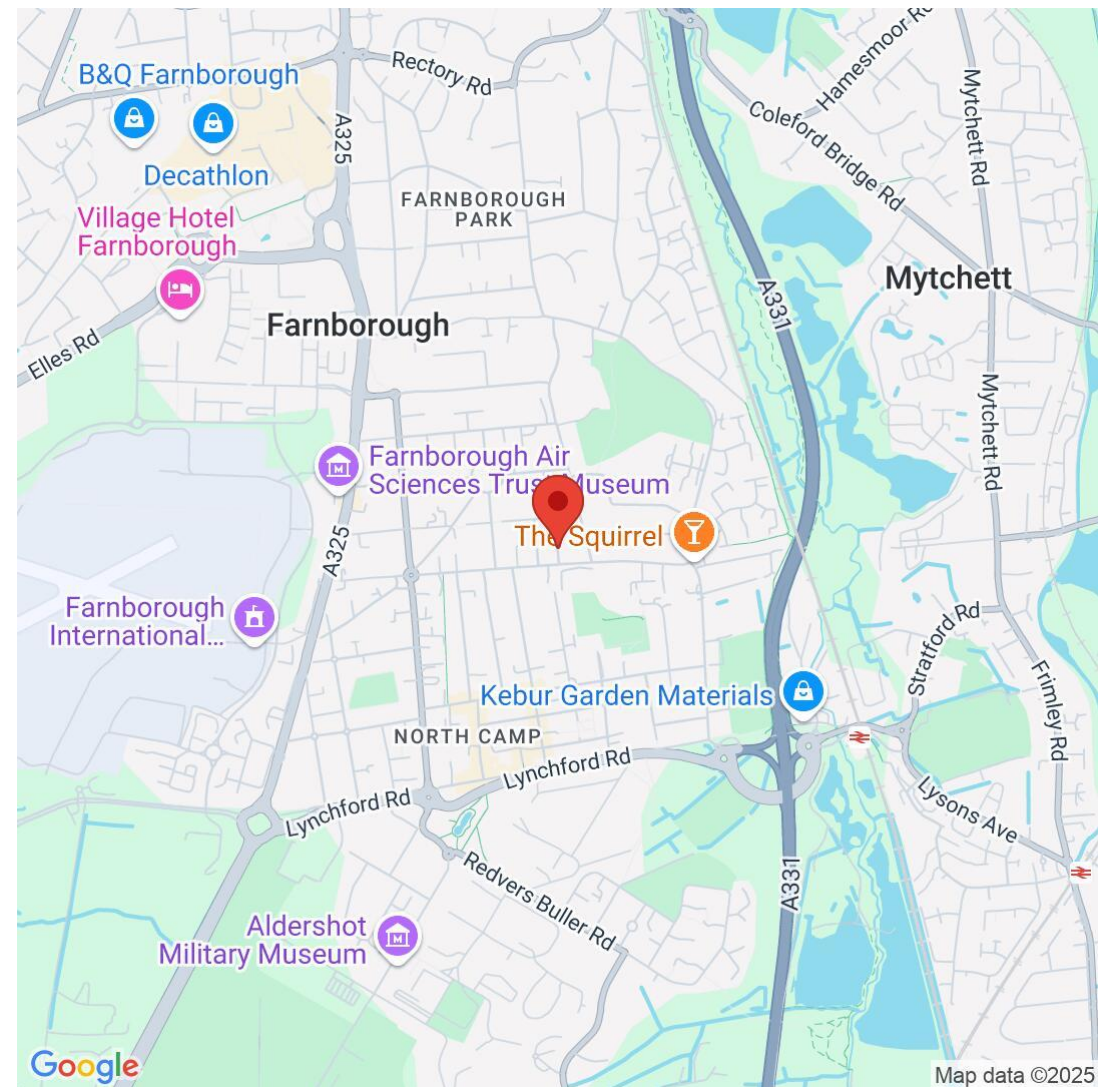 Rectory Rd
Hamesmoor
B&Q Farnborough
A325
Mytchett Rd
Coleford Bridge Rd
Decathlon
FARNBOROUGH
PARK
Village Hotel
Farnborough
Mytchett
A331
Farnborough
Elles Rd
Mytchett Rd
Farnborough Air
Sciences Trust Museum
The Squirrel
A325
Farnborough
International...
Stratford Rd
Kebur Garden Materials
Frimley Rd
NORTH CAMP
Lynchford Rd
Lynchford Rd
Lysons Ave
Redvers Buller Rd
A331
Aldershot
Military Museum
Google
Map data ©2025